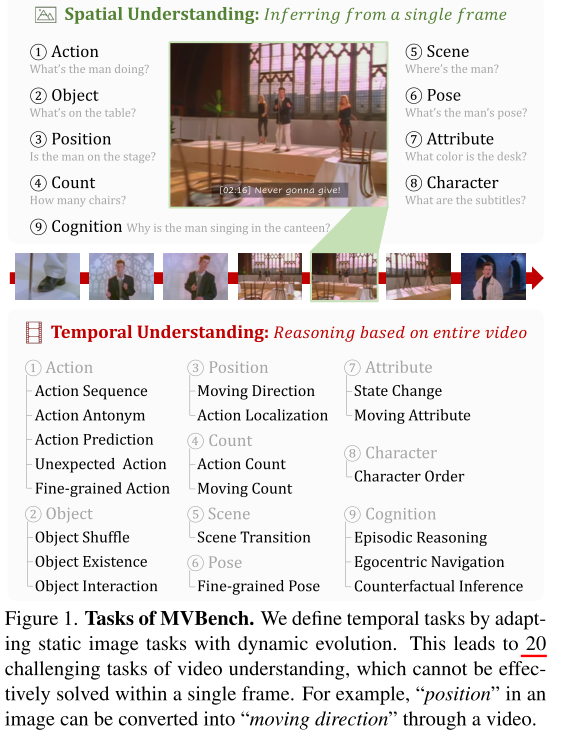 Spatial Understanding: Inferring from a single frame
① Action
What's the man doing?
② Object
What's on the table?
③ Position
Is the man on the stage?
④ Count
How many chairs?
⑤ Scene
Where's the man?
⑥ Pose
What's the man's pose?
⑦ Attribute
What color is the desk?
⑧ Character
What are the subtitles?
[02:16] Never gonna give!
⑨ Cognition Why is the man singing in the canteen?
Temporal Understanding: Reasoning based on entire video
① Action
Action Sequence
Action Antonym
Action Prediction
Unexpected Action
Fine-grained Action
② Object
Object Shuffle
Object Existence
Object Interaction
③ Position
Moving Direction
Action Localization
④ Count
Action Count
Moving Count
⑤ Scene
Scene Transition
⑥ Pose
Fine-grained Pose
⑦ Attribute
State Change
Moving Attribute
⑧ Character
Character Order
⑨ Cognition
Episodic Reasoning
Egocentric Navigation
Counterfactual Inference
Figure 1. Tasks of MVBench. We define temporal tasks by adapt-
ing static image tasks with dynamic evolution. This leads to 20
challenging tasks of video understanding, which cannot be effec-
tively solved within a single frame. For example, “position” in an
image can be converted into “moving direction” through a video.